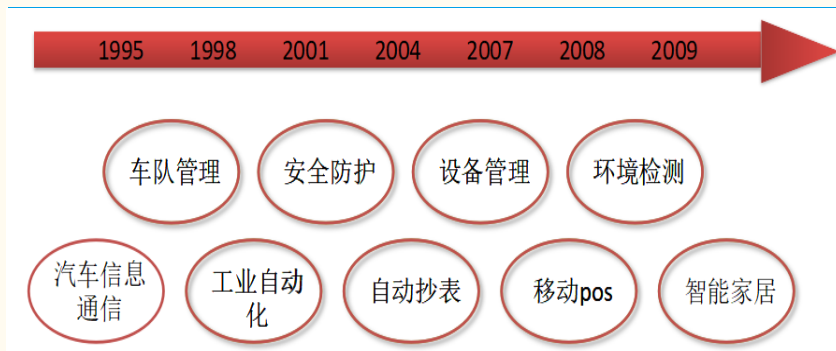 1995 1998 2001 2004 2007 2008 2009
车队管理 安全防护 设备管理 环境检测
汽车信息
通信
工业自动
化
自动抄表
移动pos
智能家居